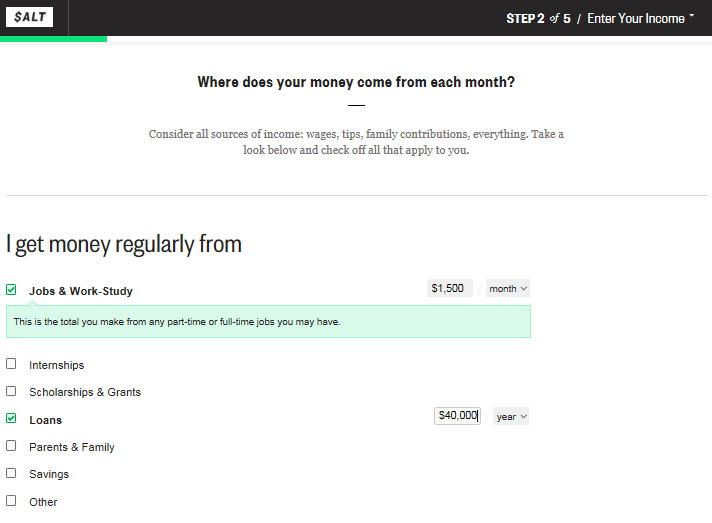 $ALT
STEP 2 of 5 / Enter Your Income
Where does your money come from each month?
Consider all sources of income: wages, tips, family contributions, everything. Take a
look below and check off all that apply to you.
I get money regularly from
Jobs & Work-Study $1,500 / month
This is the total you make from any part-time or full-time jobs you may have.
Internships
Scholarships & Grants
Loans $40,000 / year
Parents & Family
Savings
Other